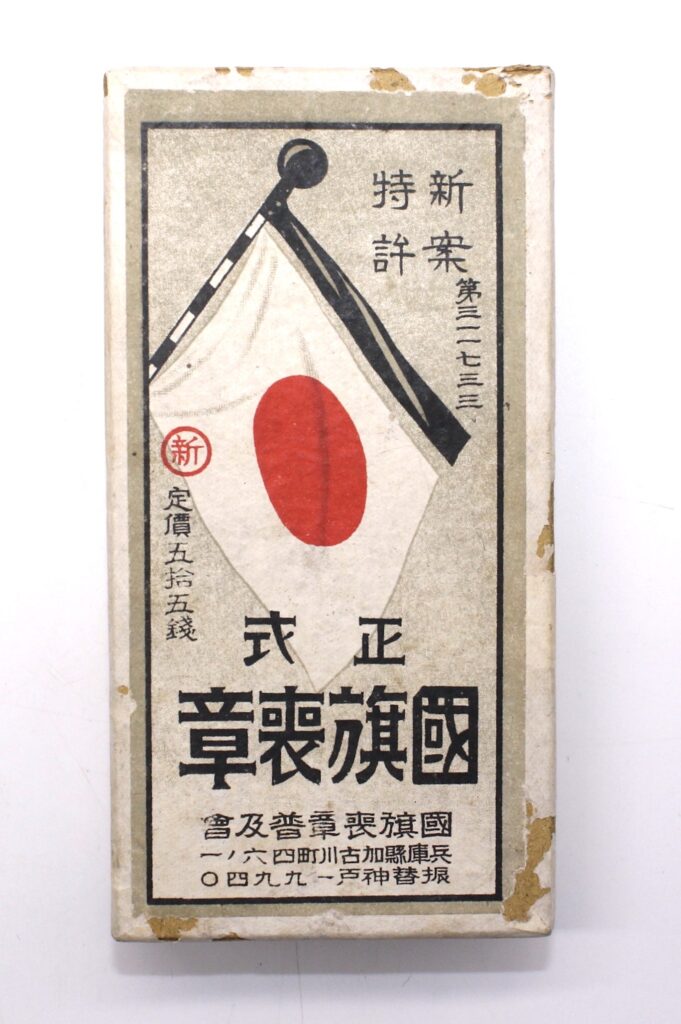 新案
特許
第三一一七三三
新
定價五拾五錢
正式
國旗喪章
國旗喪章普及會
兵庫縣加古川町四六ノ一
振替神戸一九九四〇